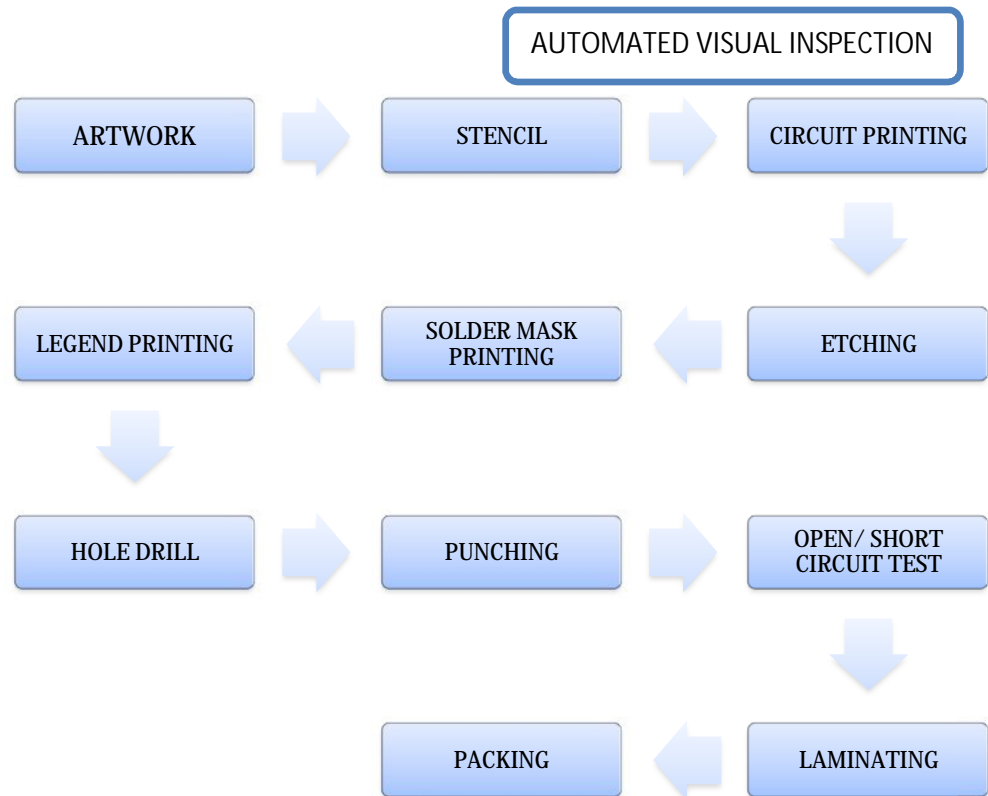 AUTOMATED VISUAL INSPECTION
ARTWORK
STENCIL
CIRCUIT PRINTING
LEGEND PRINTING
SOLDER MASK
PRINTING
ETCHING
HOLE DRILL
PUNCHING
OPEN/ SHORT
CIRCUIT TEST
PACKING
LAMINATING